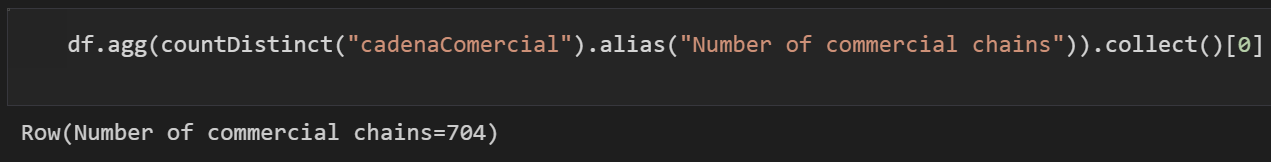 df.agg(countDistinct("cadenaComercial").alias("Number of commercial chains")).collect()[0]
Row(Number of commercial chains=704)